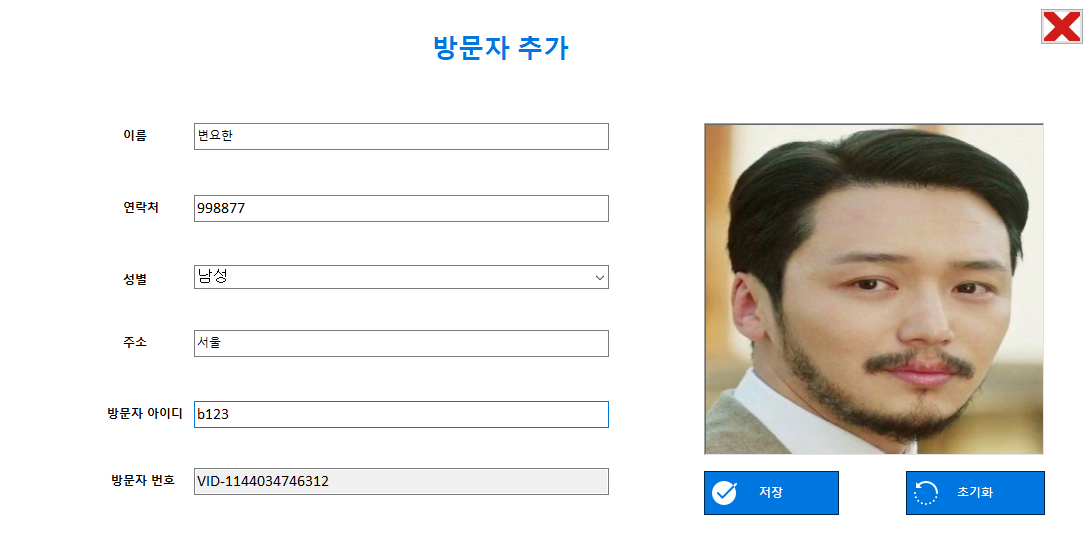 방문자 추가
이름 변요한
연락처 998877
성별 남성
주소 서울
방문자 아이디 b123
방문자 번호 VID-1144034746312
저장 초기화